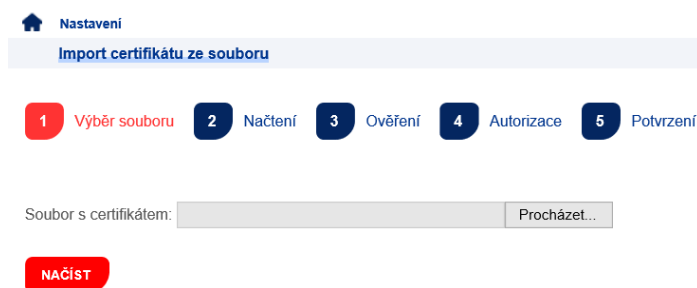 Nastavení
Import certifikátu ze souboru
1 Výběr souboru 2 Načtení 3 Ověření 4 Autorizace 5 Potvrzení
Soubor s certifikátem: Procházet...
NAČÍST